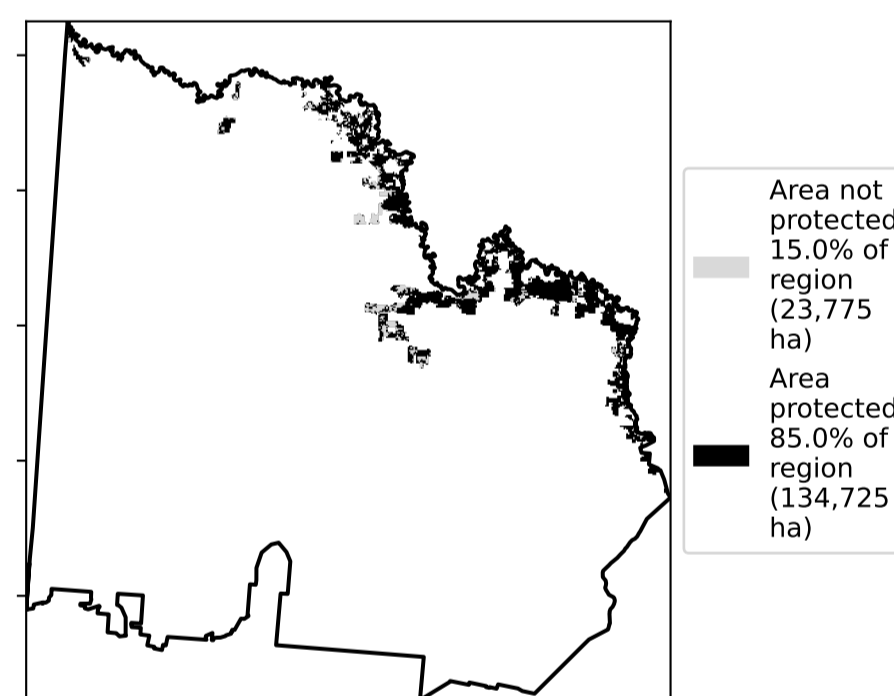 Area not
protected
15.0% of
region
(23,775
ha)
Area
protected
85.0% of
region
(134,725
ha)